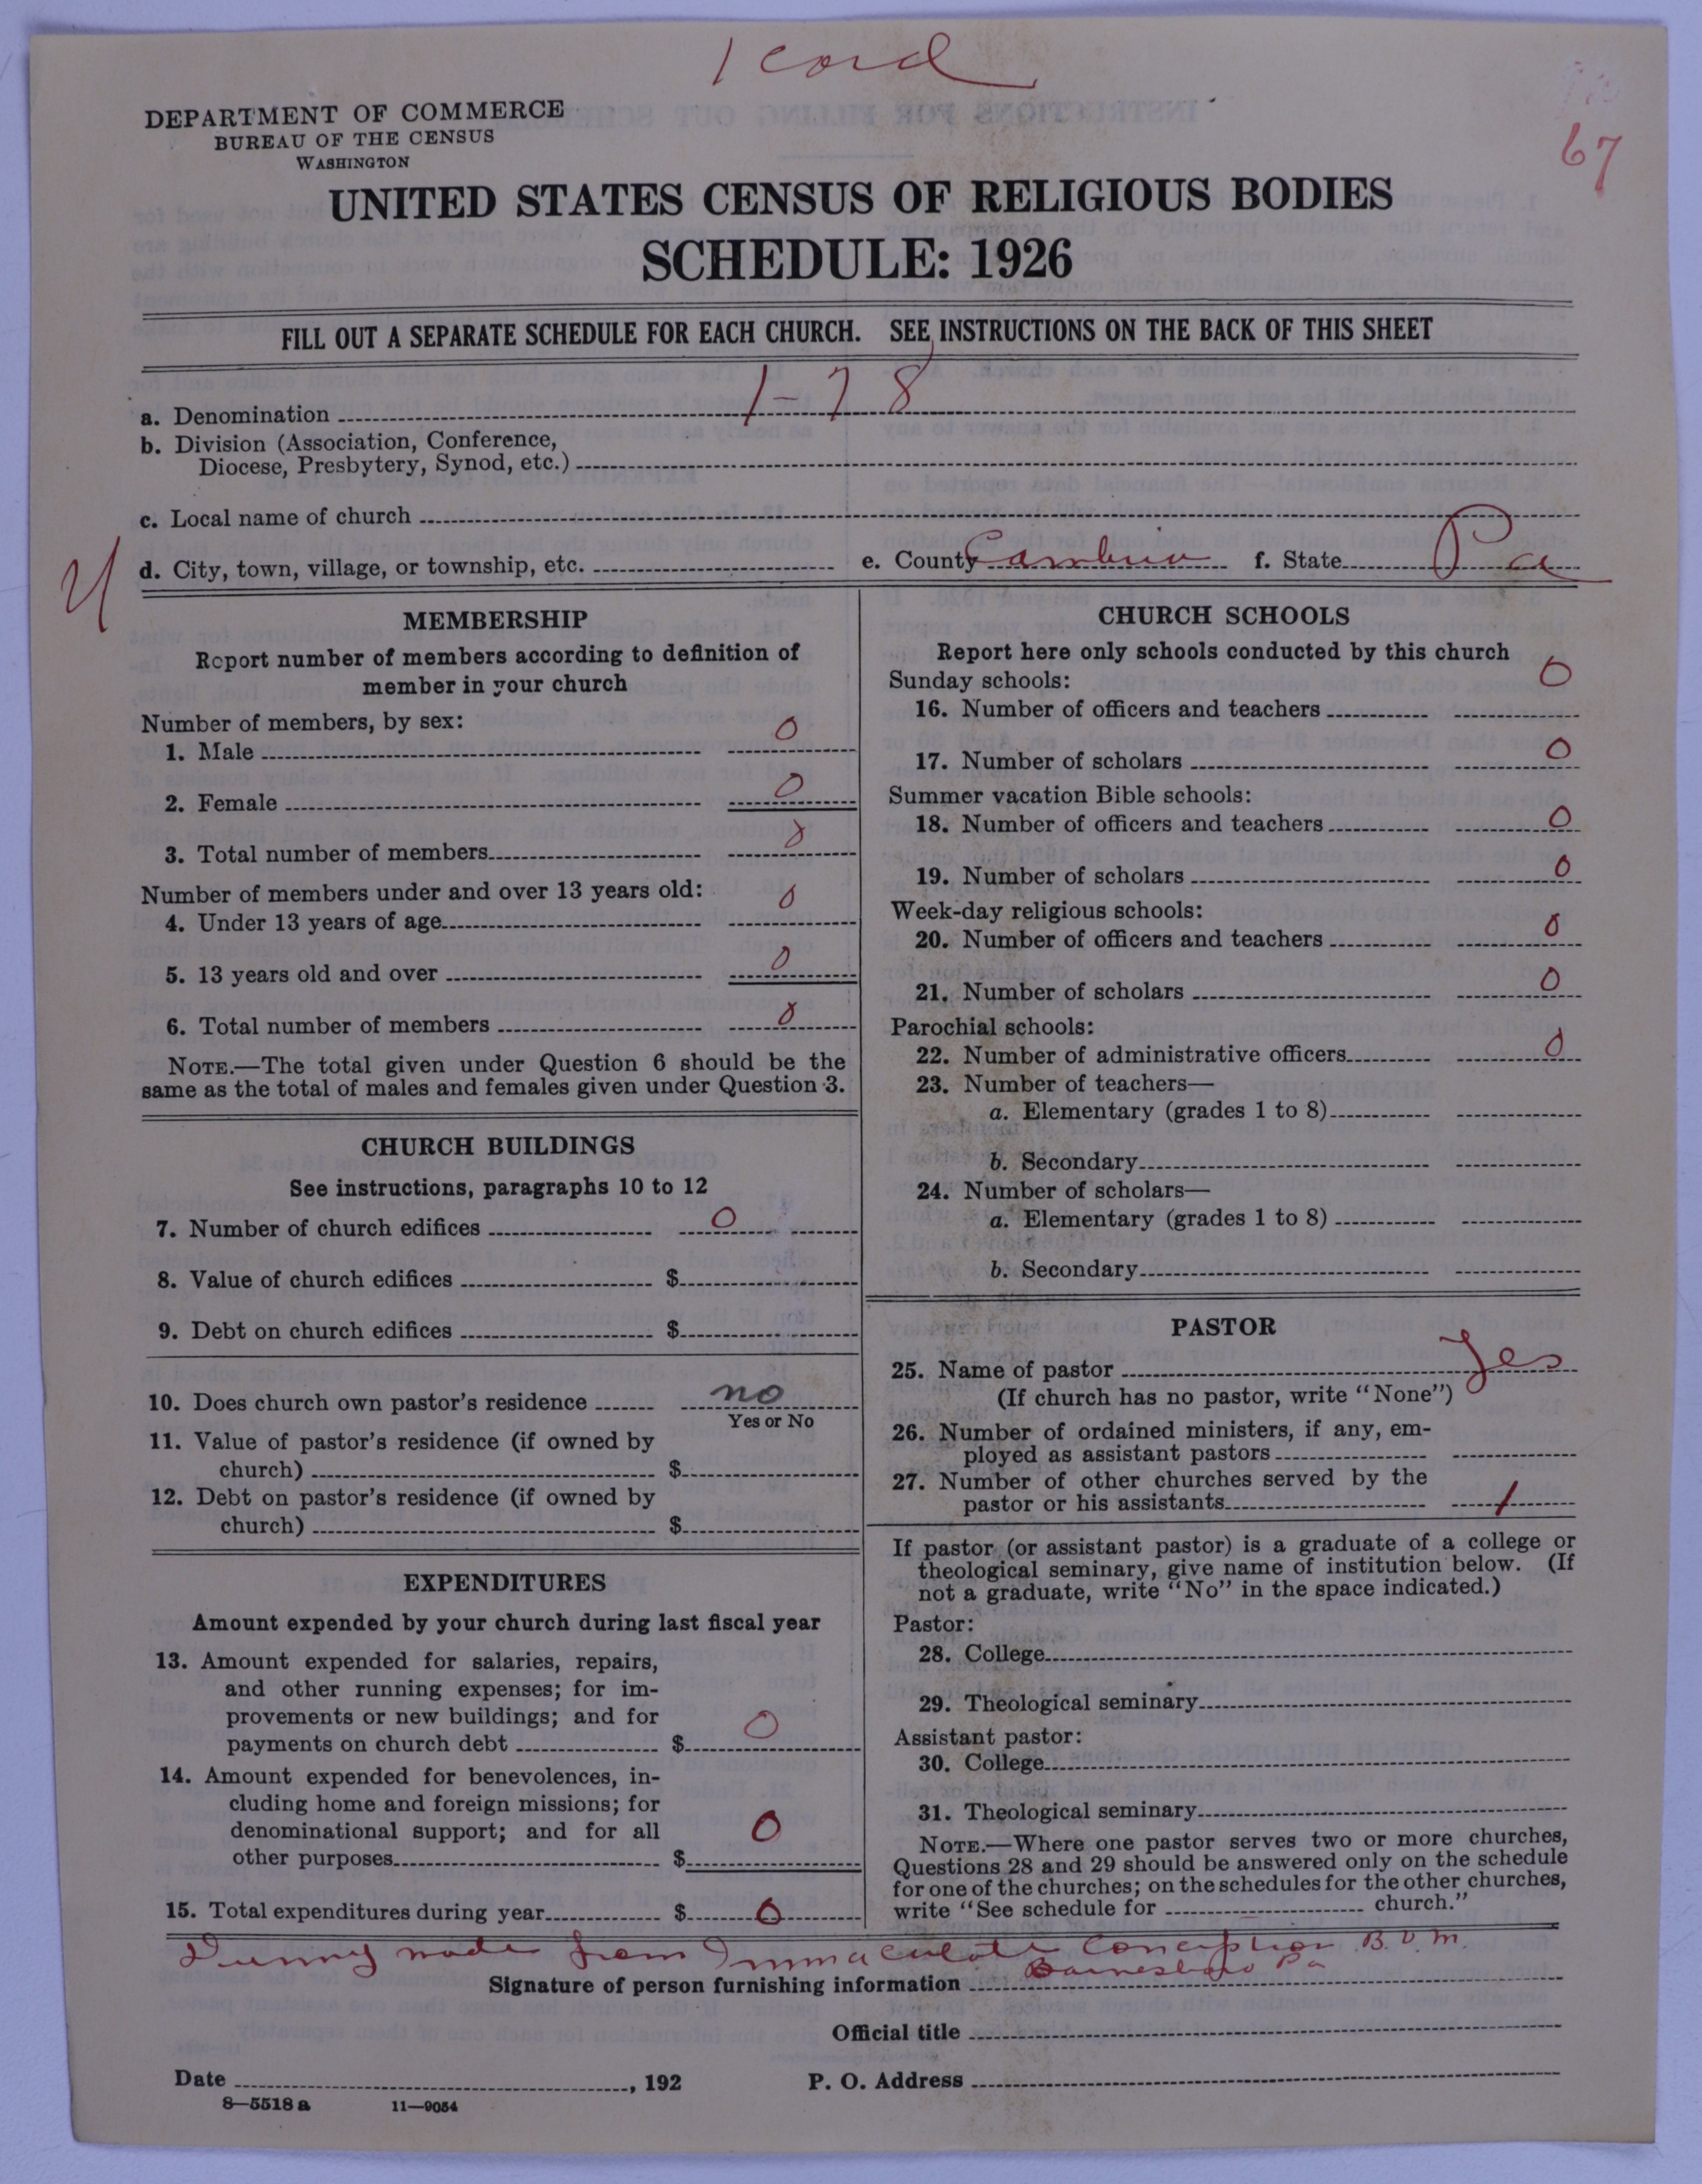 1 card
67
DEPARTMENT OF COMMERCE
BUREAU OF THE CENSUS
WASHINGTON
UNITED STATES CENSUS OF RELIGIOUS BODIES
SCHEDULE: 1926
FILL OUT A SEPARATE SCHEDULE FOR EACH CHURCH. SEE INSTRUCTIONS ON THE BACK OF THIS SHEET
a. Denomination 1-78
b. Division (Association, Conference,
Diocese, Presbytery, Synod, etc.)
c. Local name of church
d. City, town, village, or township, etc. e. County Cambria f. State Pa
MEMBERSHIP
Report number of members according to definition of
member in your church
Number of members, by sex:
1. Male 0
2. Female 0
3. Total number of members 0
Number of members under and over 13 years old:
4. Under 13 years of age 0
5. 13 years old and over 0
6. Total number of members 0
NOTE.—The total given under Question 6 should be the
same as the total of males and females given under Question 3.
CHURCH BUILDINGS
See instructions, paragraphs 10 to 12
7. Number of church edifices 0
8. Value of church edifices $
9. Debt on church edifices $
10. Does church own pastor's residence no
Yes or No
11. Value of pastor's residence (if owned by
church) $
12. Debt on pastor's residence (if owned by
church) $
EXPENDITURES
Amount expended by your church during last fiscal year
13. Amount expended for salaries, repairs,
and other running expenses; for im-
provements or new buildings; and for
payments on church debt $ 0
14. Amount expended for benevolences, in-
cluding home and foreign missions; for
denominational support; and for all
other purposes $ 0
15. Total expenditures during year $ 0
CHURCH SCHOOLS
Report here only schools conducted by this church
Sunday schools:
16. Number of officers and teachers 0
17. Number of scholars 0
Summer vacation Bible schools:
18. Number of officers and teachers 0
19. Number of scholars 0
Week-day religious schools:
20. Number of officers and teachers 0
21. Number of scholars 0
Parochial schools:
22. Number of administrative officers 0
23. Number of teachers—
a. Elementary (grades 1 to 8)
b. Secondary
24. Number of scholars—
a. Elementary (grades 1 to 8)
b. Secondary
PASTOR
25. Name of pastor Yes
(If church has no pastor, write "None")
26. Number of ordained ministers, if any, em-
ployed as assistant pastors
27. Number of other churches served by the
pastor or his assistants 1
If pastor (or assistant pastor) is a graduate of a college or
theological seminary, give name of institution below. (If
not a graduate, write "No" in the space indicated.)
Pastor:
28. College
29. Theological seminary
Assistant pastor:
30. College
31. Theological seminary
NOTE.—Where one pastor serves two or more churches,
Questions 28 and 29 should be answered only on the schedule
for one of the churches; on the schedules for the other churches,
write "See schedule for church."
Dummy made from Immaculate Conception B.V.M.
Barnesboro Pa
Signature of person furnishing information
Official title
Date , 192 P. O. Address
8—5518 a 11—9054